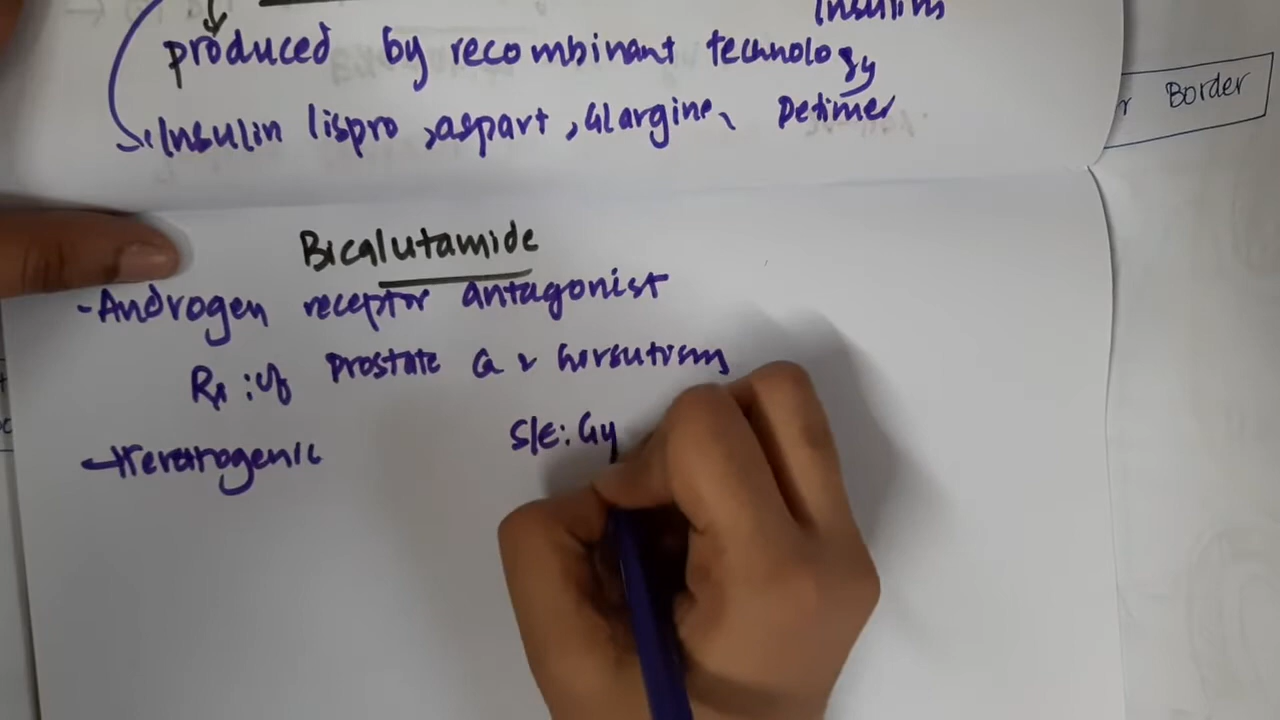 Insulins
produced by recombinant technology
Insulin lispro, aspart, Glargine, Detimer
r Border
Bicalutamide
-Androgen receptor antagonist
Rx: of prostate Ca & hirsutism
Teratogenic
S/E: Gy